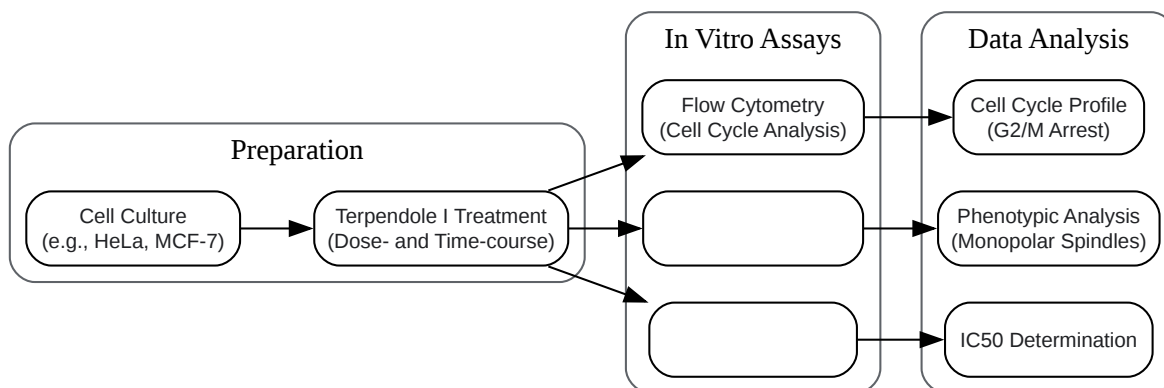 In Vitro Assays
Data Analysis
Flow Cytometry
(Cell Cycle Analysis)
Cell Cycle Profile
(G2/M Arrest)
Preparation
Cell Culture
(e.g., HeLa, MCF-7)
Terpendole I Treatment
(Dose- and Time-course)
Phenotypic Analysis
(Monopolar Spindles)
IC50 Determination